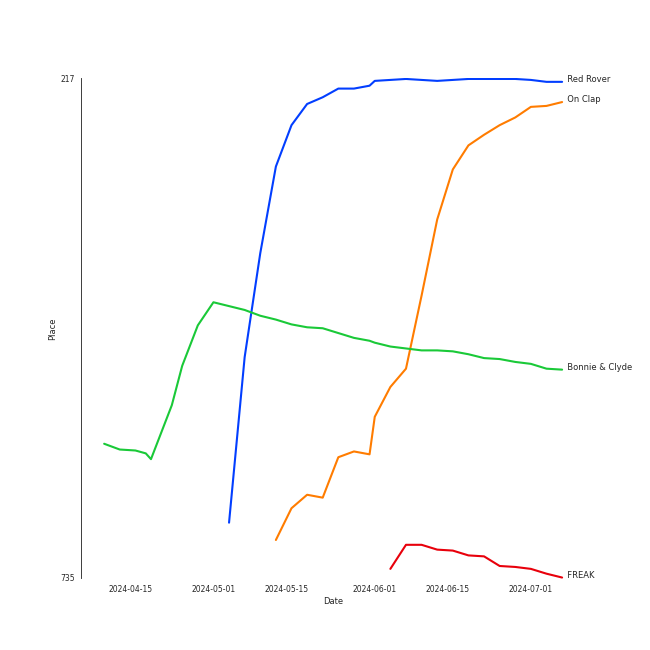 217
Red Rover
On Clap
Place
Bonnie & Clyde
735
FREAK
2024-04-15
2024-05-01
2024-05-15
2024-06-01
2024-06-15
2024-07-01
Date